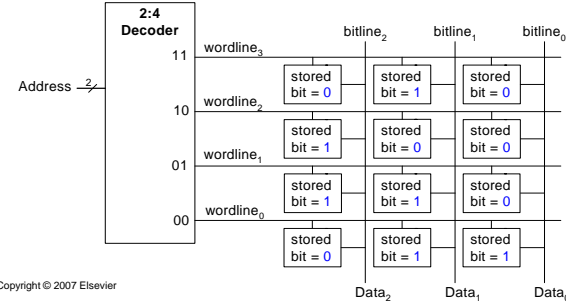 2:4
Decoder
bitline2 bitline1 bitline0
11 wordline3
stored stored stored
bit = 0 bit = 1 bit = 0
Address 2
10 wordline2
stored stored stored
bit = 1 bit = 0 bit = 0
01 wordline1
stored stored stored
bit = 1 bit = 1 bit = 0
00 wordline0
stored stored stored
bit = 0 bit = 1 bit = 1
Copyright © 2007 Elsevier
Data2 Data1 Data